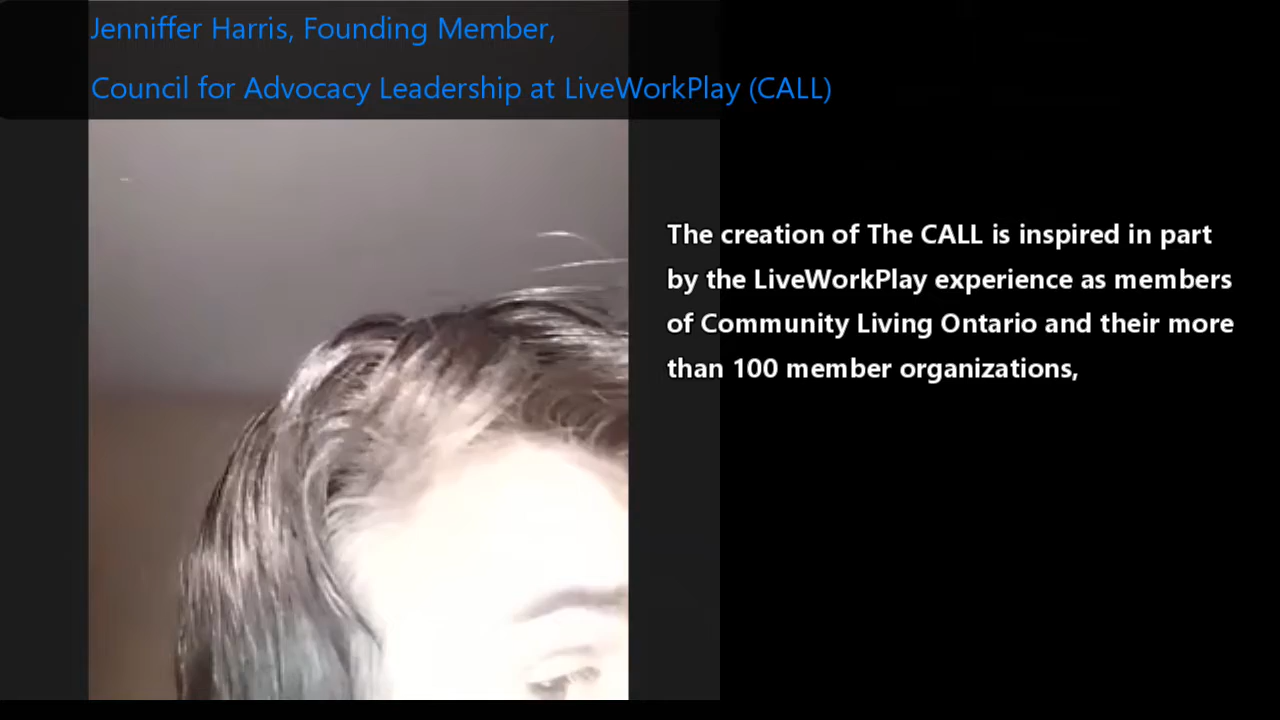 Jenniffer Harris, Founding Member,
Council for Advocacy Leadership at LiveWorkPlay (CALL)
The creation of The CALL is inspired in part
by the LiveWorkPlay experience as members
of Community Living Ontario and their more
than 100 member organizations,